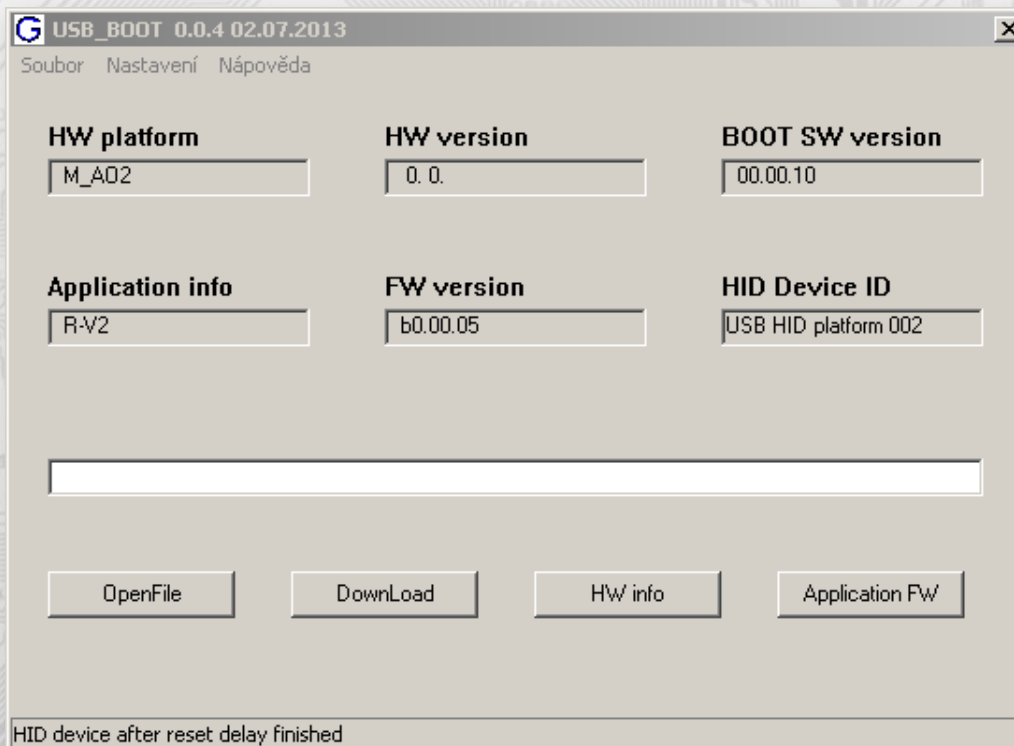 G USB_BOOT 0.0.4 02.07.2013
Soubor Nastavení Nápověda
HW platform HW version BOOT SW version
M_AO2 0. 0. 00.00.10
Application info FW version HID Device ID
R-V2 b0.00.05 USB HID platform 002
OpenFile DownLoad HW info Application FW
HID device after reset delay finished